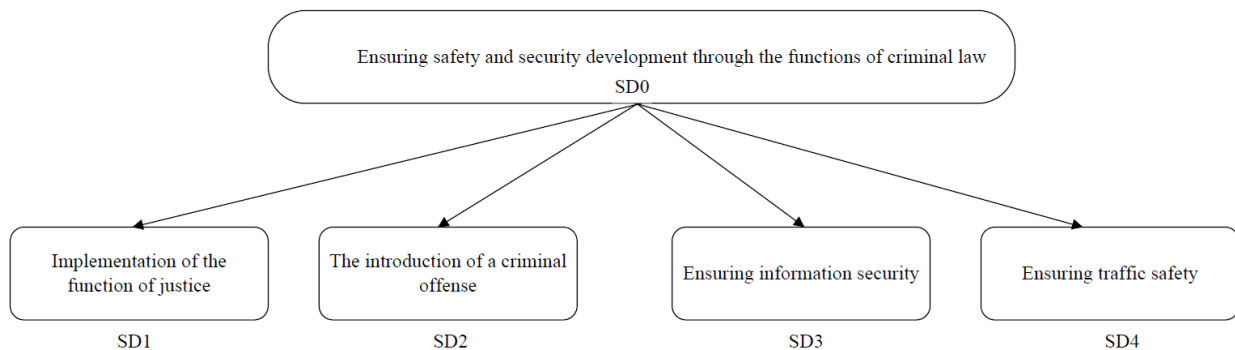 Ensuring safety and security development through the functions of criminal law
SD0
Implementation of the
function of justice
The introduction of a criminal
offense
Ensuring information security
Ensuring traffic safety
SD1
SD2
SD3
SD4